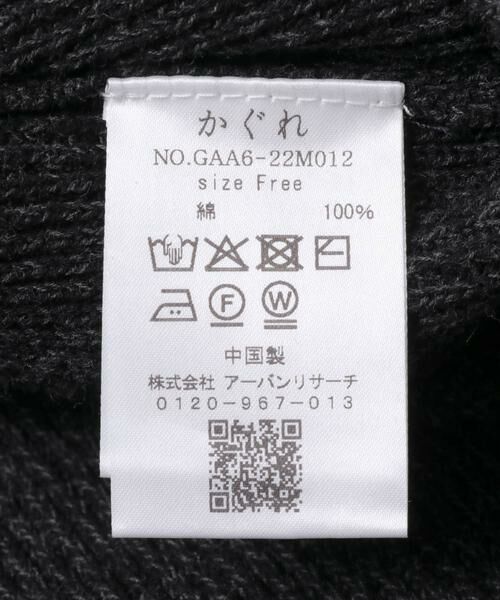 かぐれ
NO.GAA6-22M012
size Free
綿 100%
F W
中国製
株式会社 アーバンリサーチ
0120-967-013